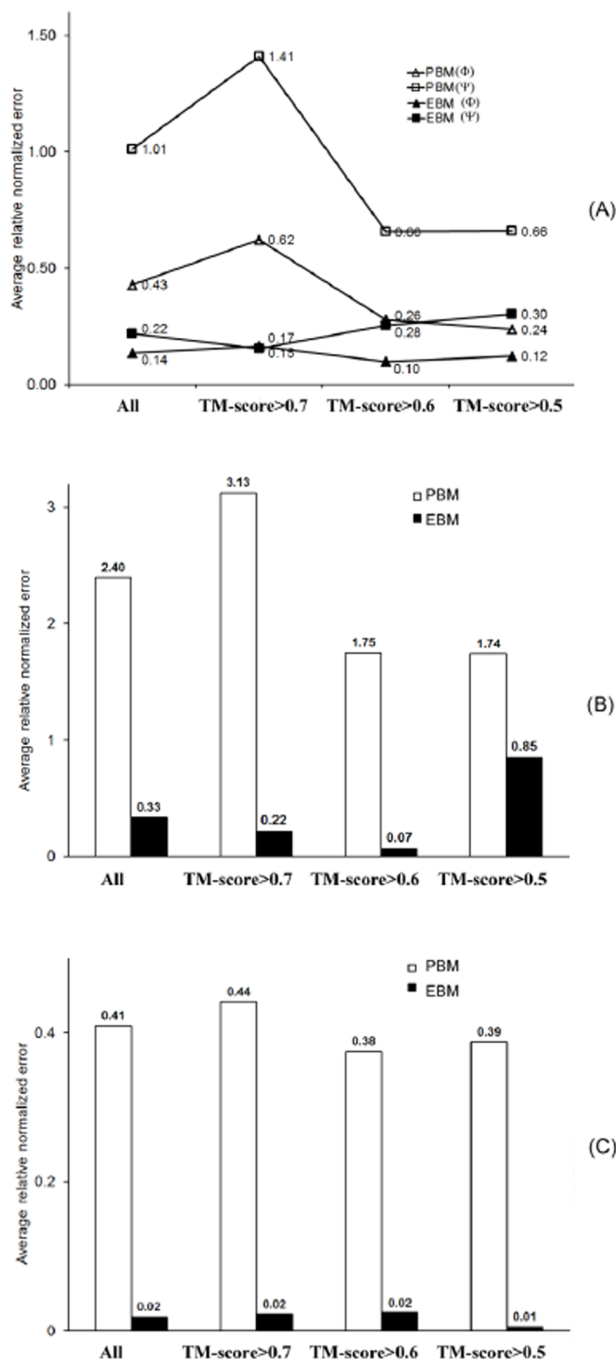 1.50
1.41
PBM(Φ)
PBM(Ψ)
EBM (Φ)
EBM (Ψ)
1.00
1.01
(A)
Average relative normalized error
0.62
0.66
0.50
0.43
0.26
0.30
0.22
0.17
0.28
0.24
0.14
0.15
0.10
0.12
0.00
All TM-score>0.7 TM-score>0.6 TM-score>0.5
3.13
PBM
EBM
3
2.40
2
1.75
1.74
(B)
Average relative normalized error
1
0.85
0.33
0.22
0.07
0
All TM-score>0.7 TM-score>0.6 TM-score>0.5
PBM
EBM
0.44
0.41
0.4
0.38
0.39
(C)
Average relative normalized error
0.2
0.02
0.02
0.02
0.01
0
All TM-score>0.7 TM-score>0.6 TM-score>0.5